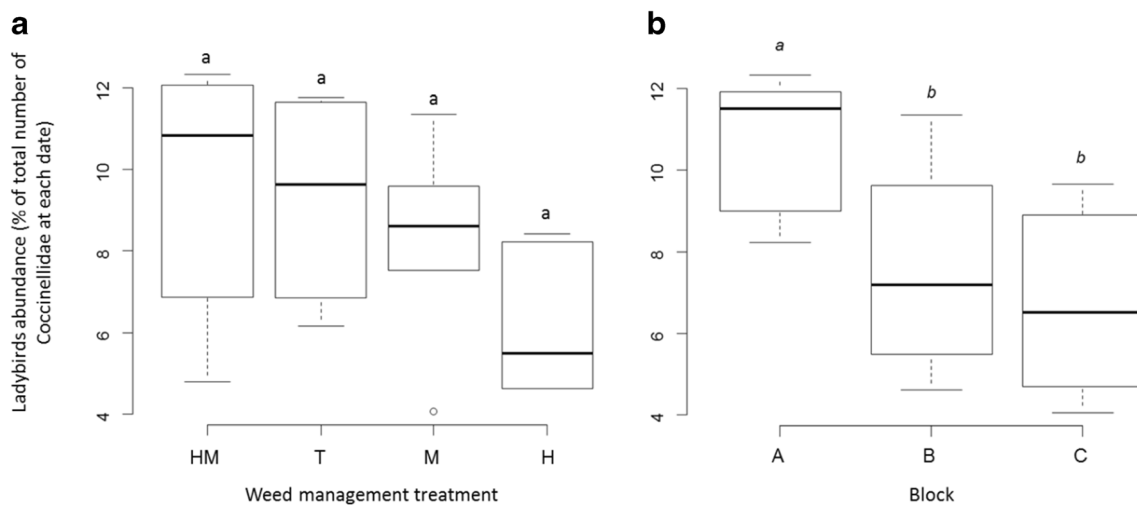 a
Ladybirds abundance (% of total number of
Coccinellidae at each date)
12
10
8
6
4
a
a
a
a
HM T M H
Weed management treatment
b
12
10
8
6
4
a
b
b
A B C
Block